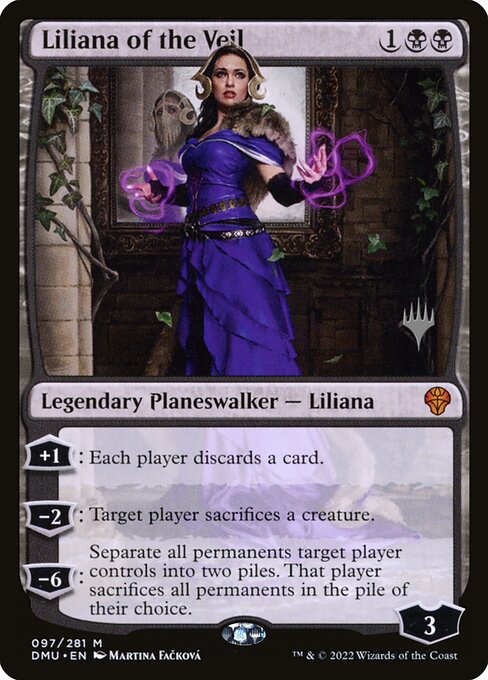 Liliana of the Veil 1
Legendary Planeswalker — Liliana
+1: Each player discards a card.
−2: Target player sacrifices a creature.
Separate all permanents target player
−6: controls into two piles. That player
sacrifices all permanents in the pile of
their choice.
3
097/281 M
DMU • EN Martina Fačková
™ & © 2022 Wizards of the Coast